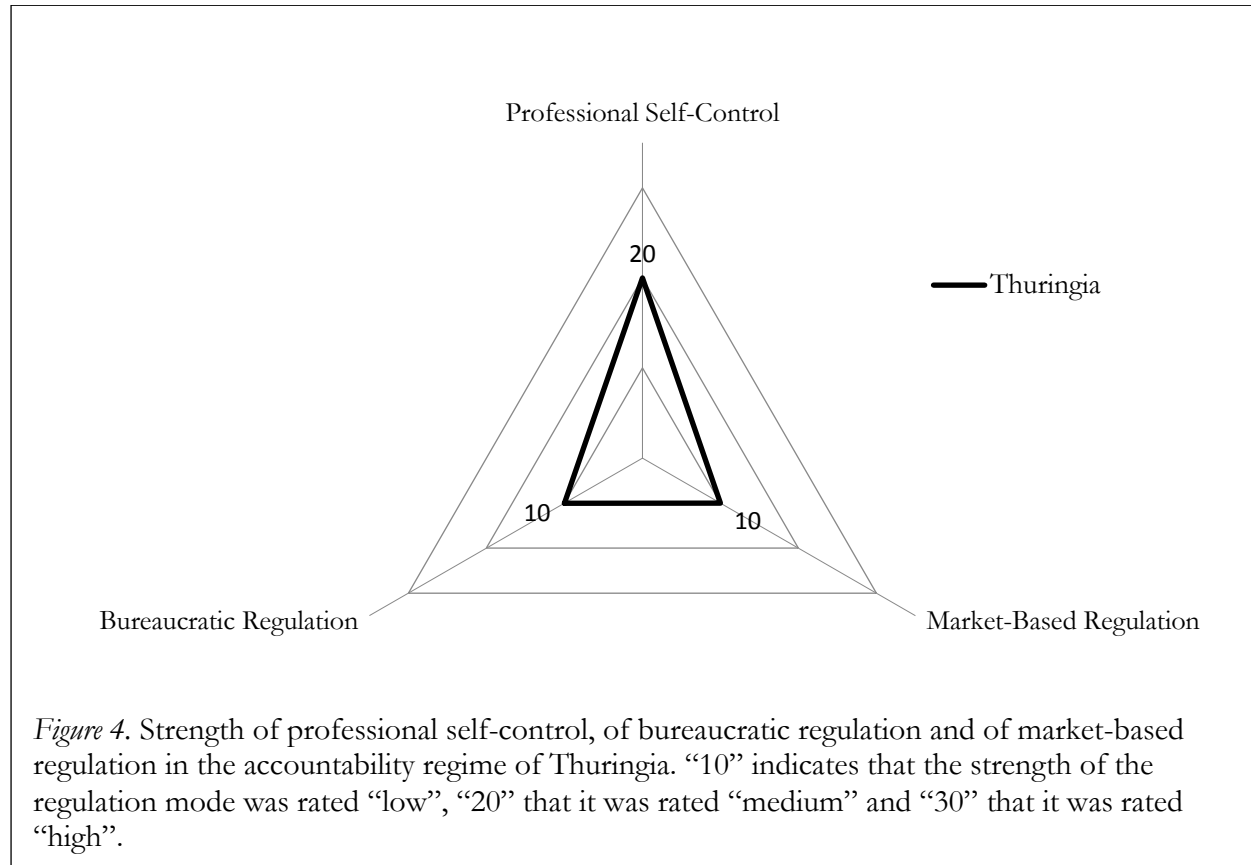 Professional Self-Control
20
Thuringia
10
10
Bureaucratic Regulation
Market-Based Regulation
Figure 4. Strength of professional self-control, of bureaucratic regulation and of market-based
regulation in the accountability regime of Thuringia. “10” indicates that the strength of the
regulation mode was rated “low”, “20” that it was rated “medium” and “30” that it was rated
“high”.